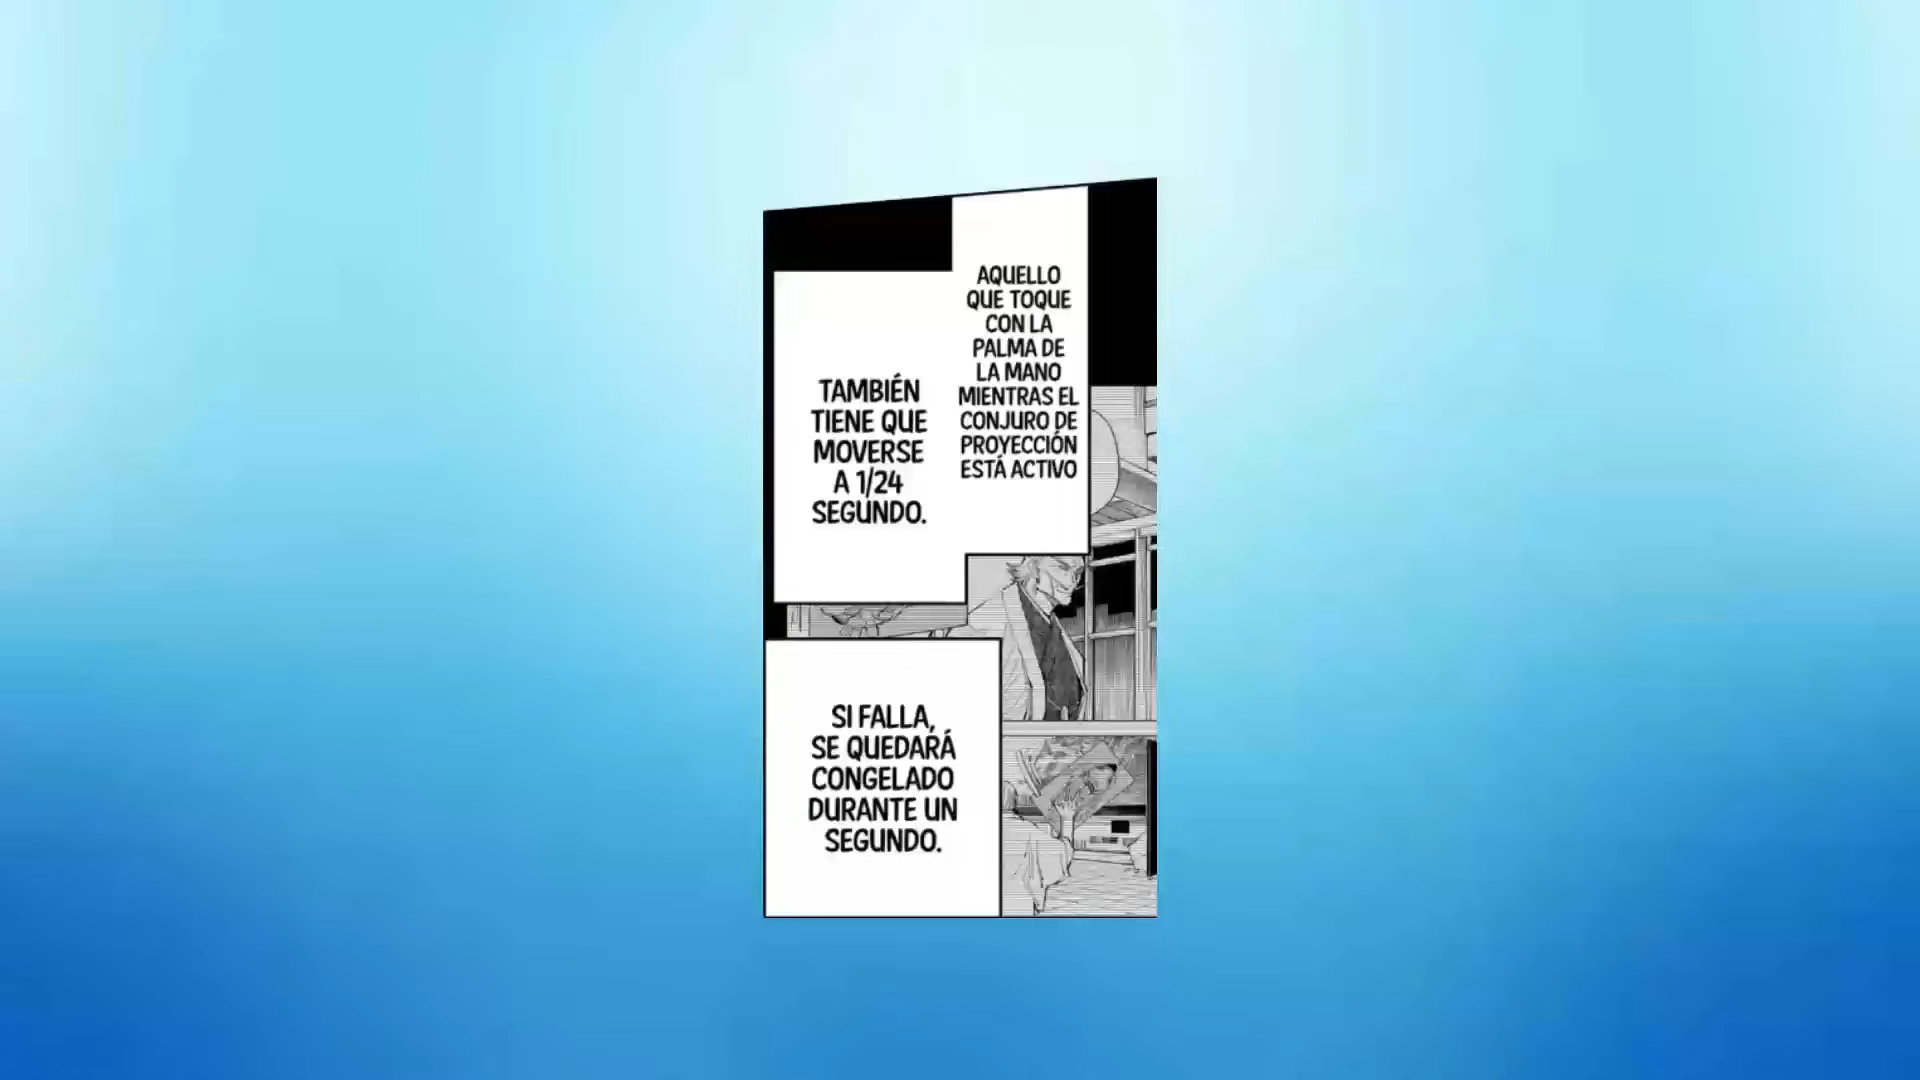 AQUELLO
QUE TOQUE
CON LA
PALMA DE
LA MANO
MIENTRAS EL
CONJURO DE
PROYECCIÓN
ESTÁ ACTIVO
TAMBIÉN
TIENE QUE
MOVERSE
A 1/24
SEGUNDO.
SI FALLA,
SE QUEDARÁ
CONGELADO
DURANTE UN
SEGUNDO.